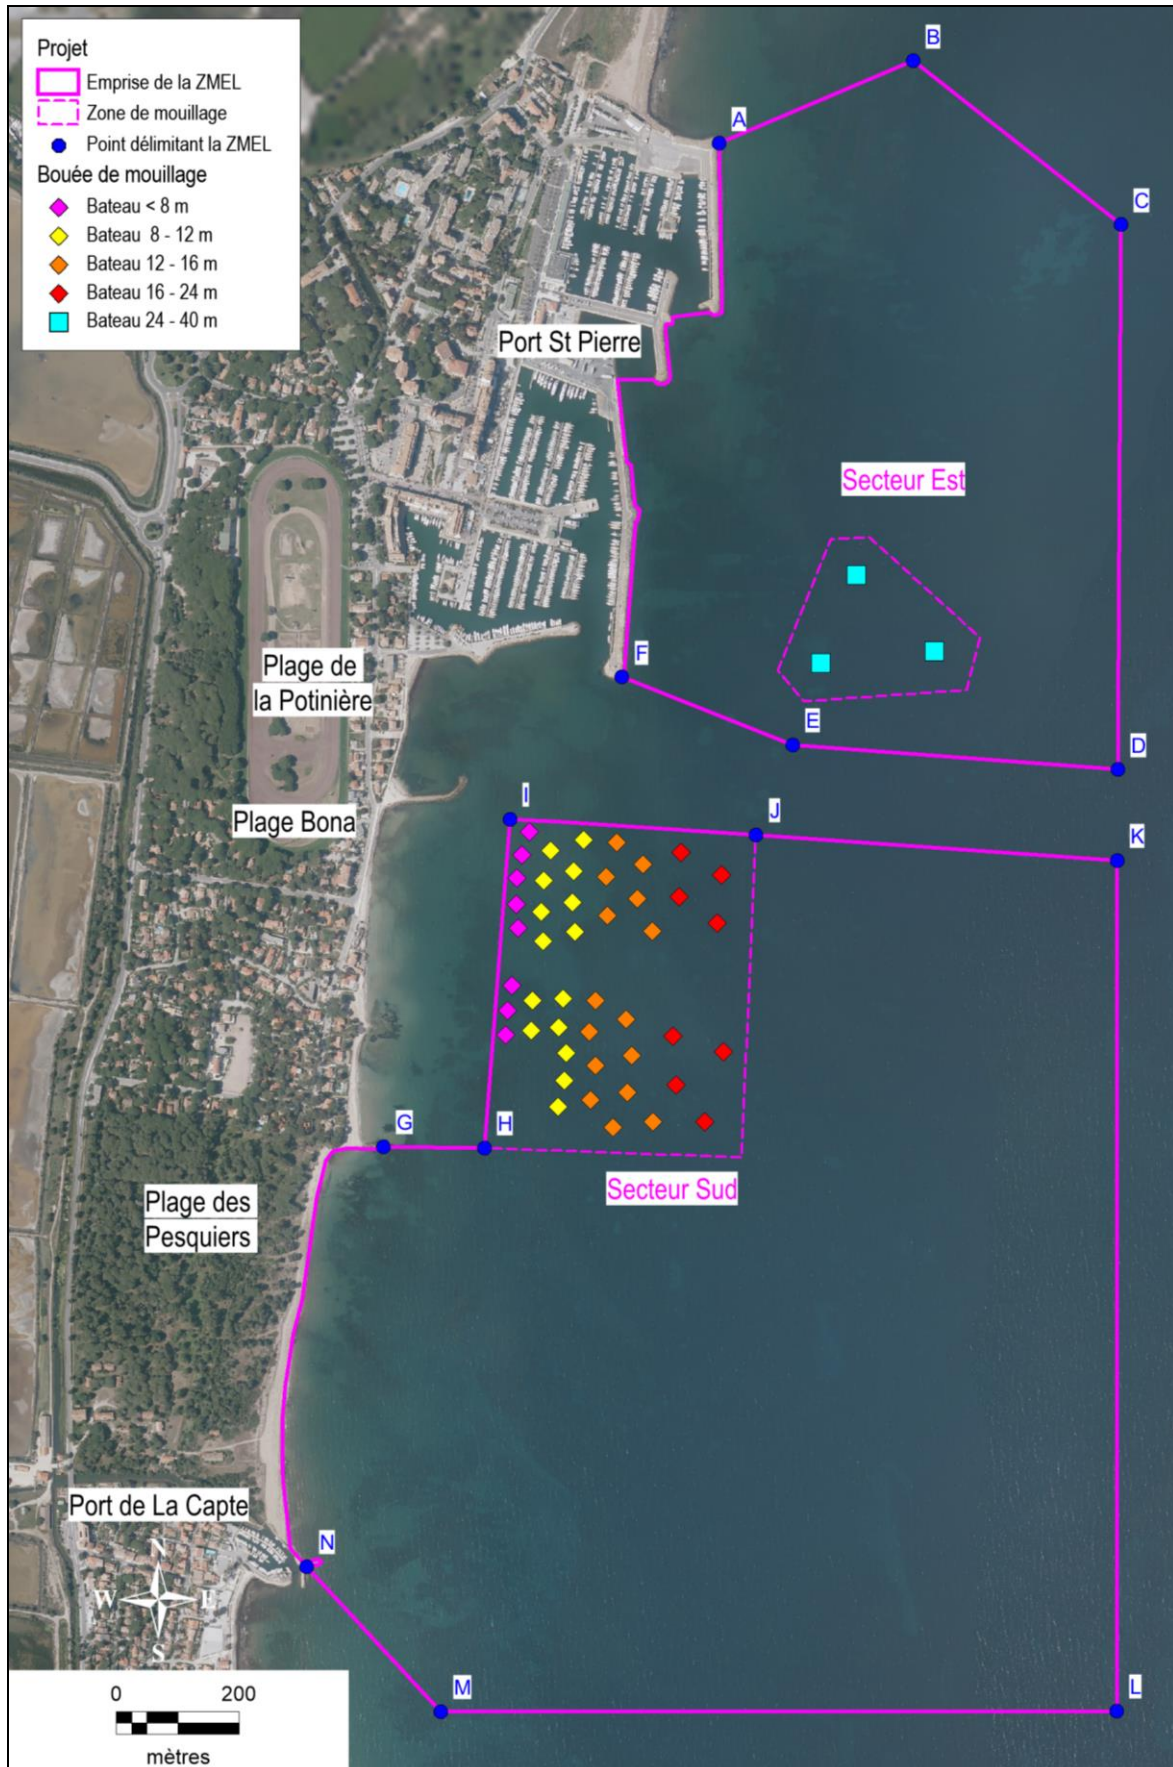 Projet
Emprise de la ZMEL
Zone de mouillage
Point délimitant la ZMEL
Bouée de mouillage
Bateau < 8 m
Bateau 8 - 12 m
Bateau 12 - 16 m
Bateau 16 - 24 m
Bateau 24 - 40 m
B
A
C
Port St Pierre
Secteur Est
F
Plage de
la Potinière
E
D
I
J
Plage Bona
K
G
H
Secteur Sud
Plage des
Pesquiers
Port de La Capte
N
N
W
E
S
M
L
0
200
mètres